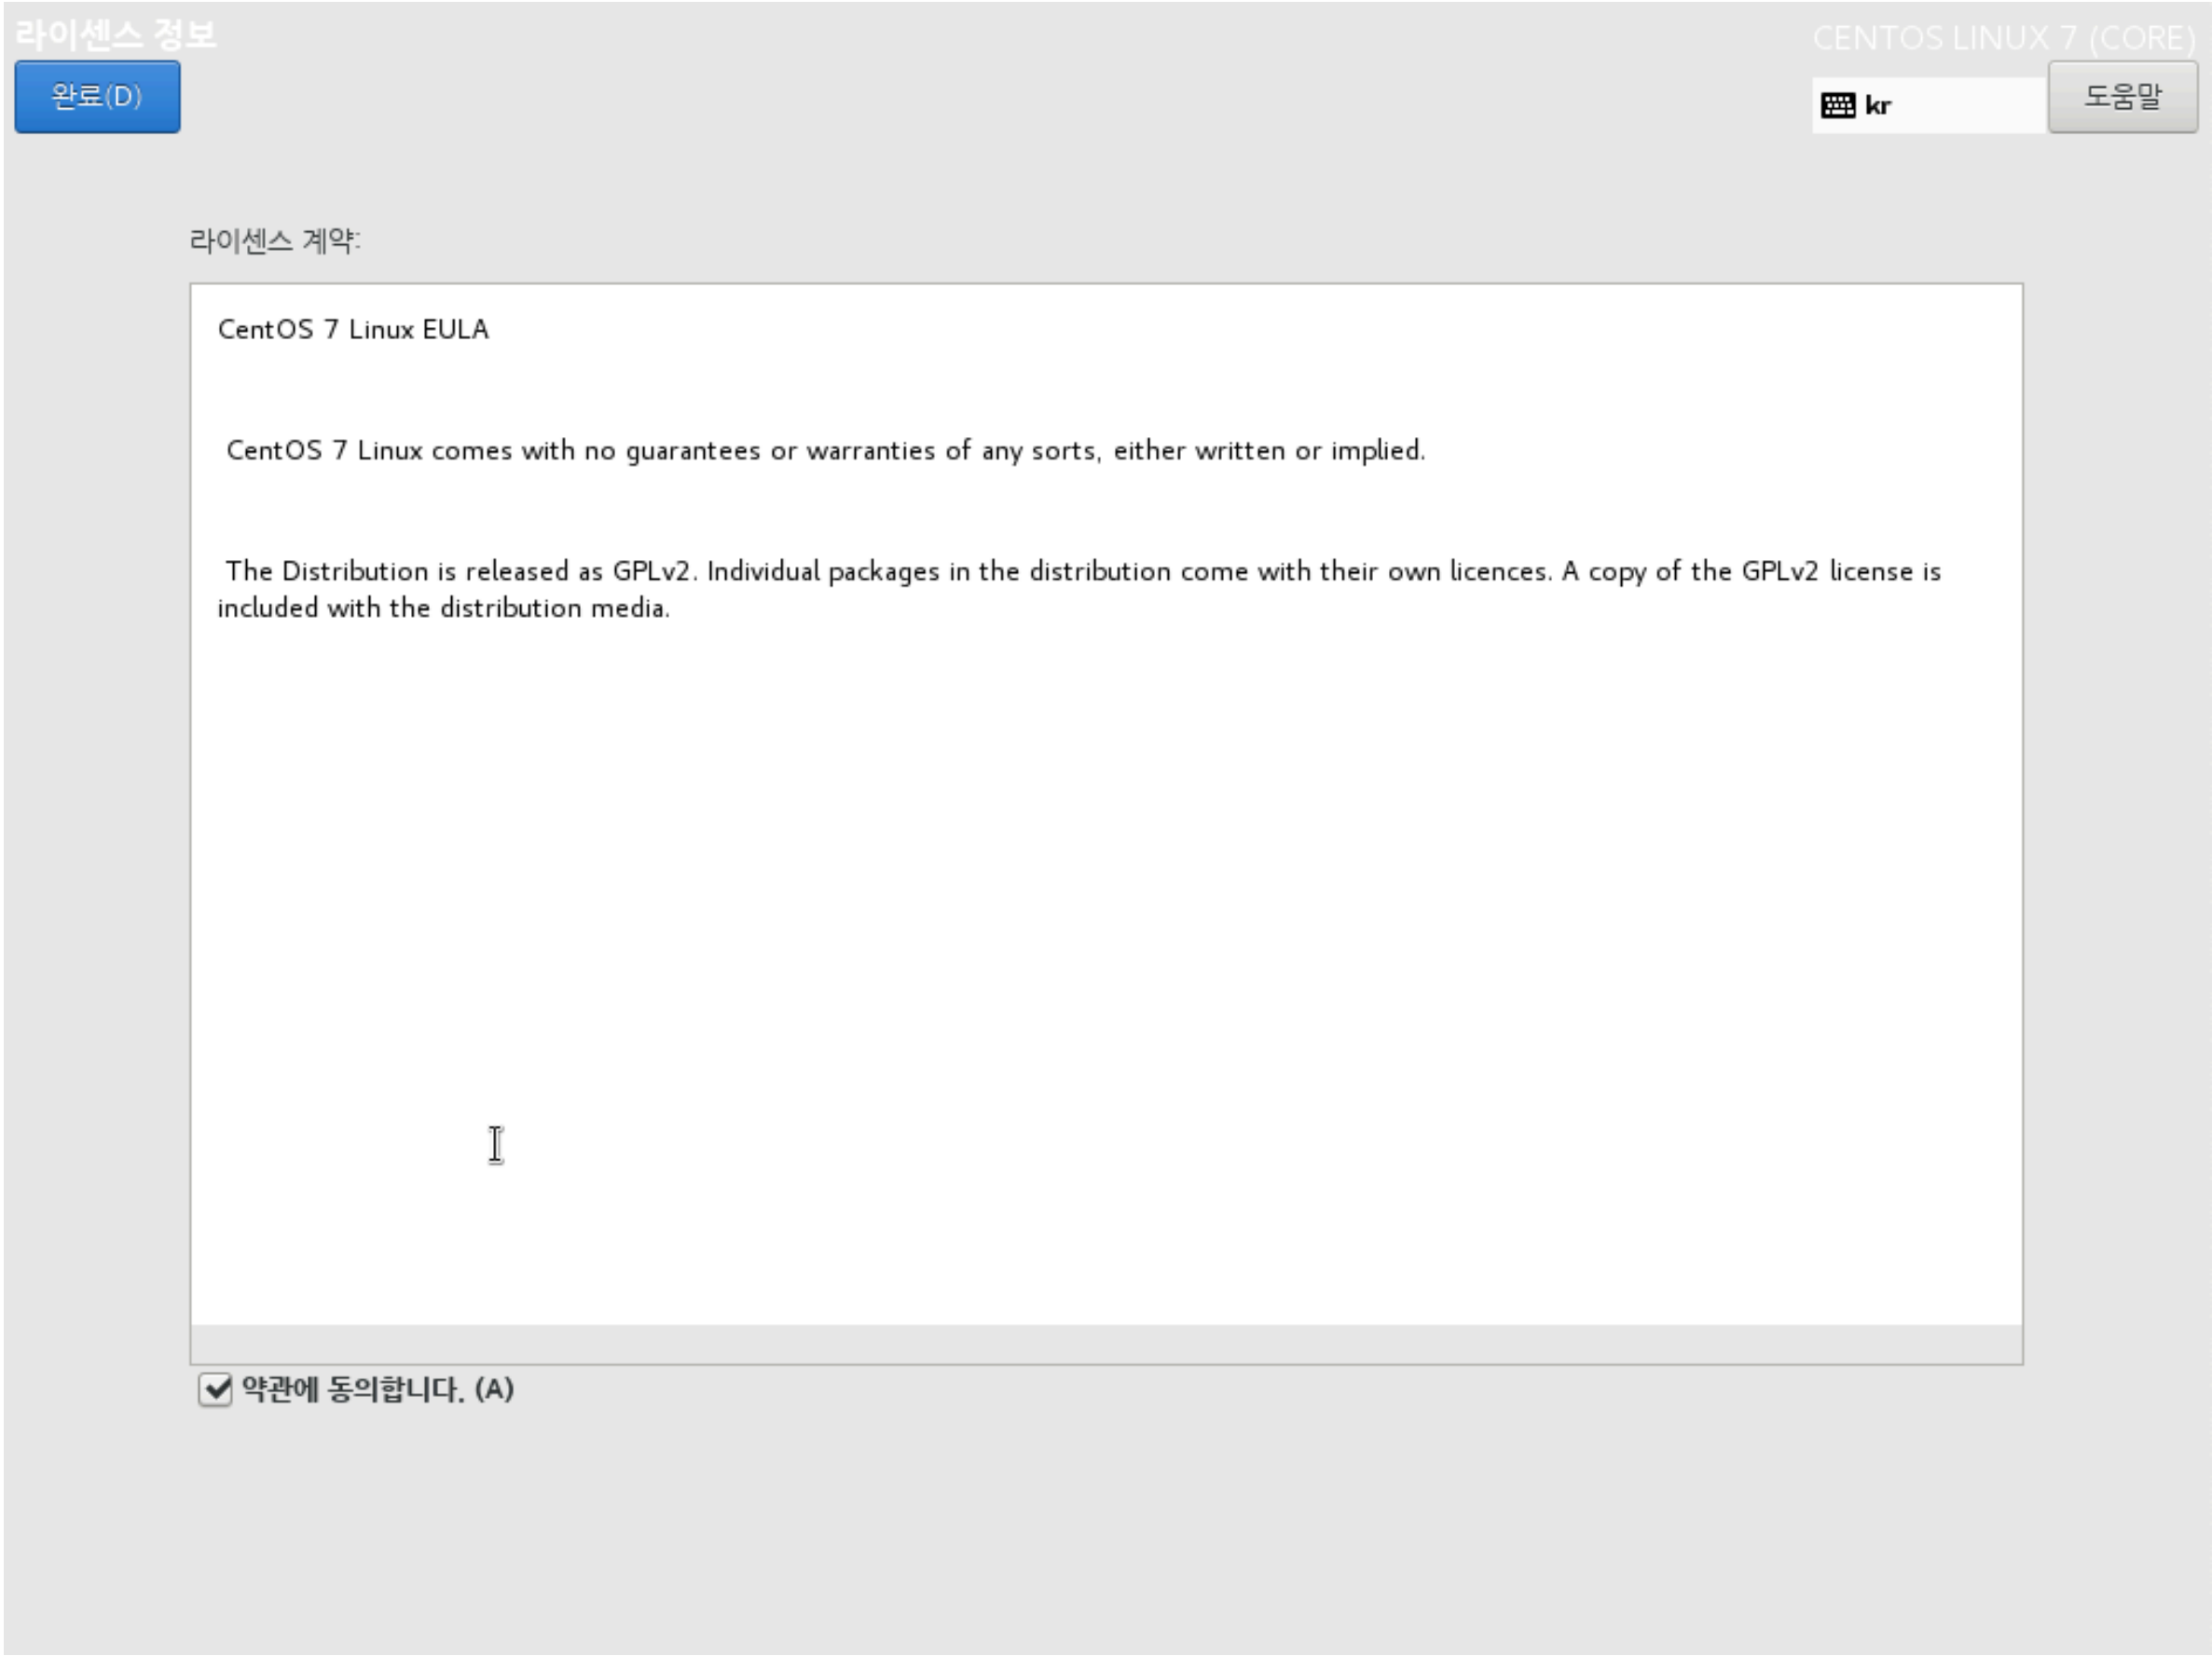 라이센스 정보
CENTOS LINUX 7 (CORE)
완료(D)
kr
도움말
라이센스 계약:
CentOS 7 Linux EULA
CentOS 7 Linux comes with no guarantees or warranties of any sorts, either written or implied.
The Distribution is released as GPLv2. Individual packages in the distribution come with their own licences. A copy of the GPLv2 license is
included with the distribution media.
약관에 동의합니다. (A)